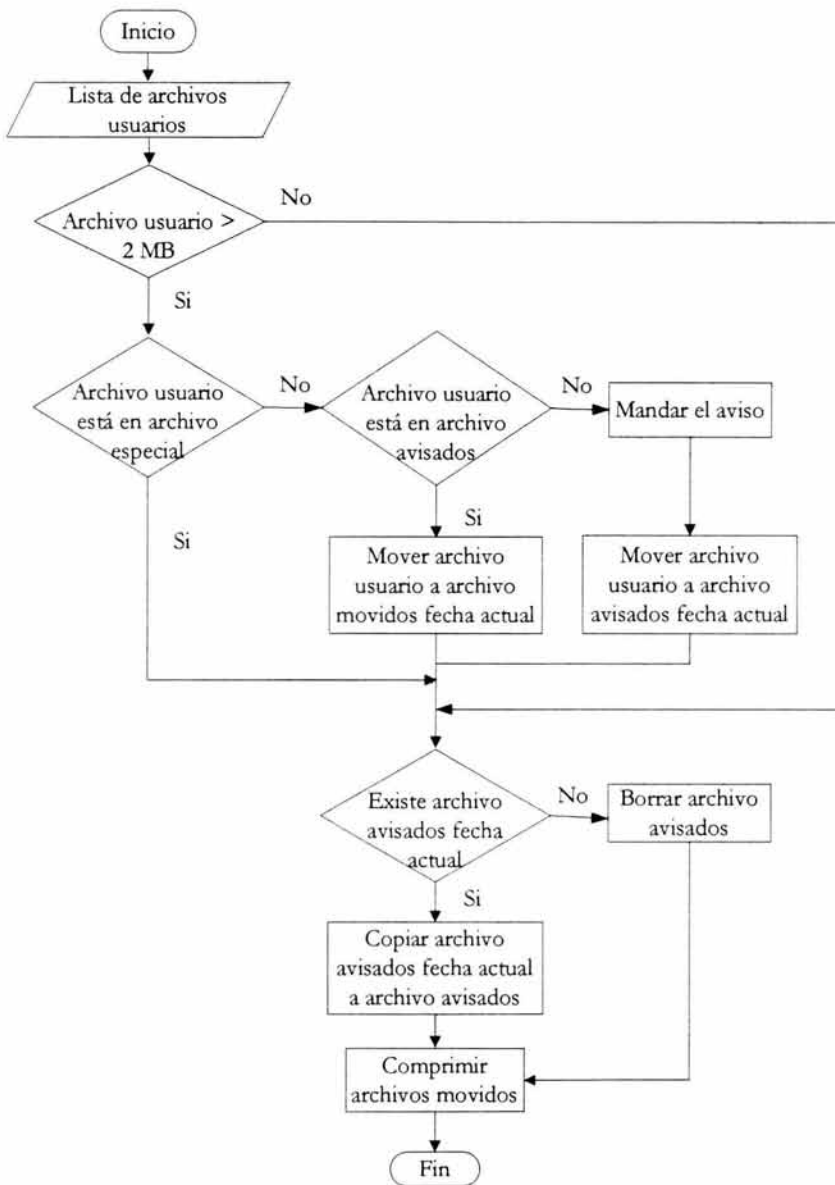 Inicio
Lista de archivos
usuarios
No
Archivo usuario >
2 MB
Si
Archivo usuario
está en archivo
especial
No
Archivo usuario
está en archivo
avisados
No
Mandar el aviso
Si
Si
Mover archivo
usuario a archivo
movidos fecha actual
Mover archivo
usuario a archivo
avisados fecha actual
Existe archivo
avisados fecha
actual
No
Borrar archivo
avisados
Si
Copiar archivo
avisados fecha actual
a archivo avisados
Comprimir
archivos movidos
Fin